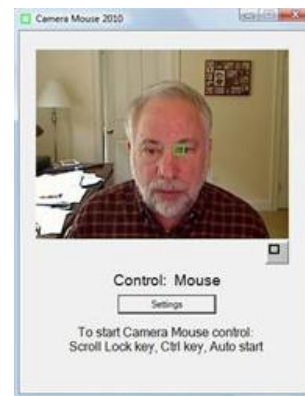 Camera Mouse 2010
Control: Mouse
Settings
To start Camera Mouse control:
Scroll Lock key, Ctrl key, Auto start